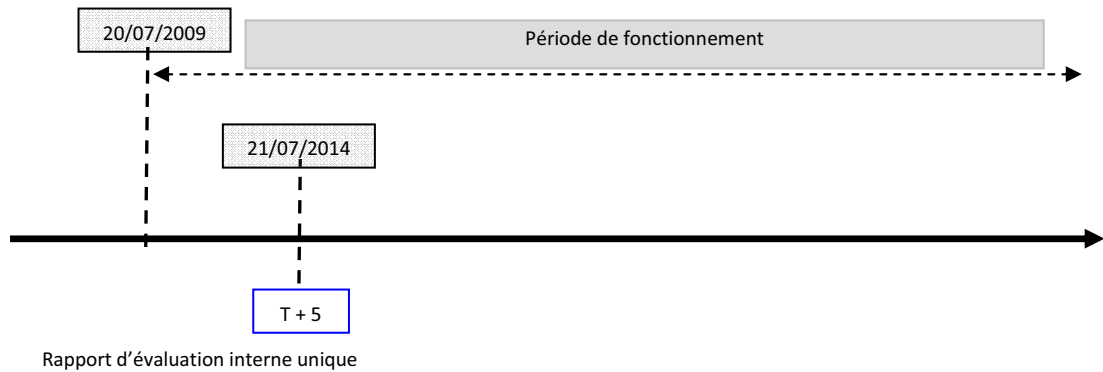 20/07/2009
Période de fonctionnement
21/07/2014
T + 5
Rapport d’évaluation interne unique